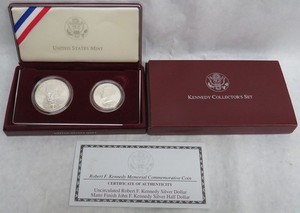 UNITED STATES MINT
KENNEDY COLLECTOR'S SET
Robert F. Kennedy Memorial Commemorative Coin
CERTIFICATE OF AUTHENTICITY
Uncirculated Robert F. Kennedy Silver Dollar
Matte Finish John F. Kennedy Silver Half Dollar